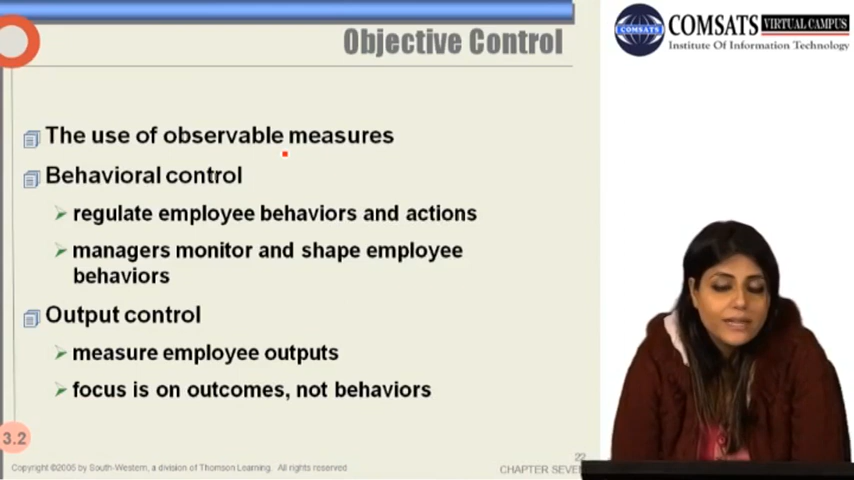 Objective Control
COMSATS VIRTUAL CAMPUS
COMSATS
Institute Of Information Technology
The use of observable measures
Behavioral control
regulate employee behaviors and actions
managers monitor and shape employee
behaviors
Output control
measure employee outputs
focus is on outcomes, not behaviors
3.2
22
Copyright ©2005 by South-Western, a division of Thomson Learning. All rights reserved
CHAPTER SEVEN